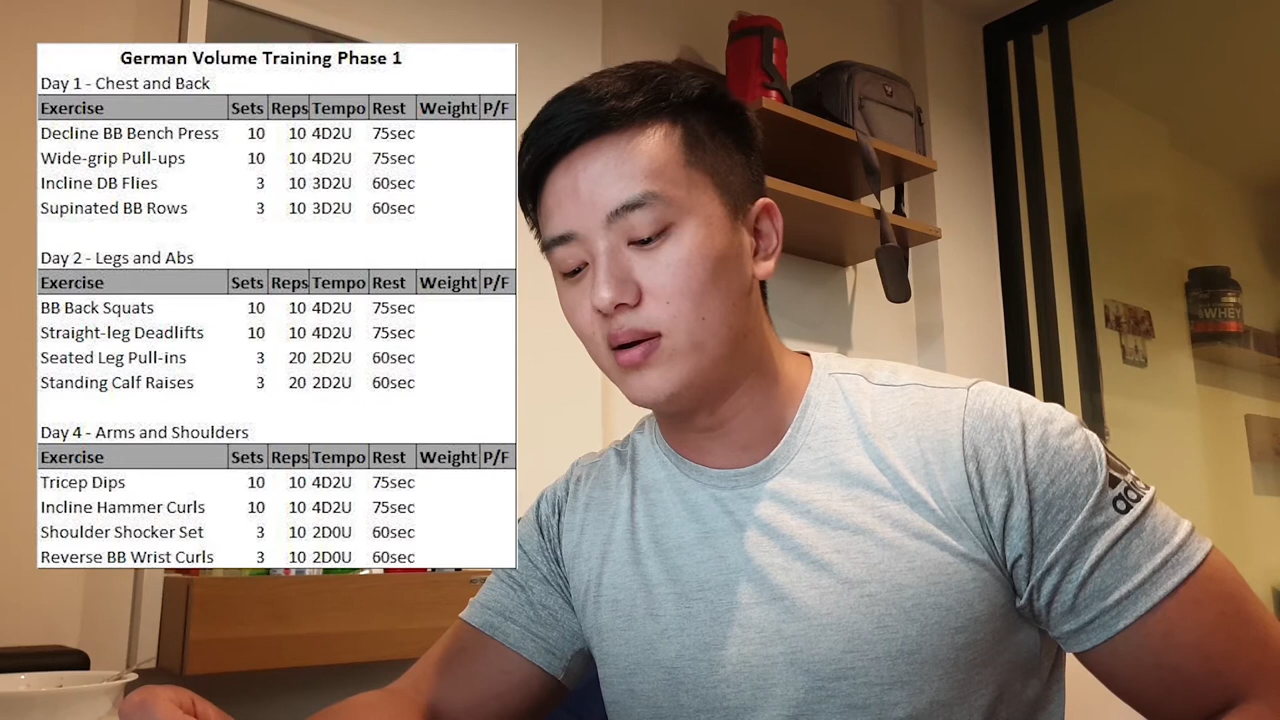 German Volume Training Phase 1
Day 1 - Chest and Back
Exercise Sets Reps Tempo Rest Weight P/F
Decline BB Bench Press 10 10 4D2U 75sec
Wide-grip Pull-ups 10 10 4D2U 75sec
Incline DB Flies 3 10 3D2U 60sec
Supinated BB Rows 3 10 3D2U 60sec
Day 2 - Legs and Abs
Exercise Sets Reps Tempo Rest Weight P/F
BB Back Squats 10 10 4D2U 75sec
Straight-leg Deadlifts 10 10 4D2U 75sec
Seated Leg Pull-ins 3 20 2D2U 60sec
Standing Calf Raises 3 20 2D2U 60sec
Day 4 - Arms and Shoulders
Exercise Sets Reps Tempo Rest Weight P/F
Tricep Dips 10 10 4D2U 75sec
Incline Hammer Curls 10 10 4D2U 75sec
Shoulder Shocker Set 3 10 2D0U 60sec
Reverse BB Wrist Curls 3 10 2D0U 60sec
WHEY
adidas